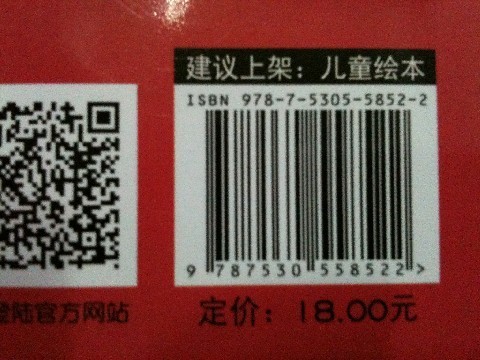 建议上架：儿童绘本
ISBN 978-7-5305-5852-2
9 787530 558522 >
登陆官方网站
定价：18.00元